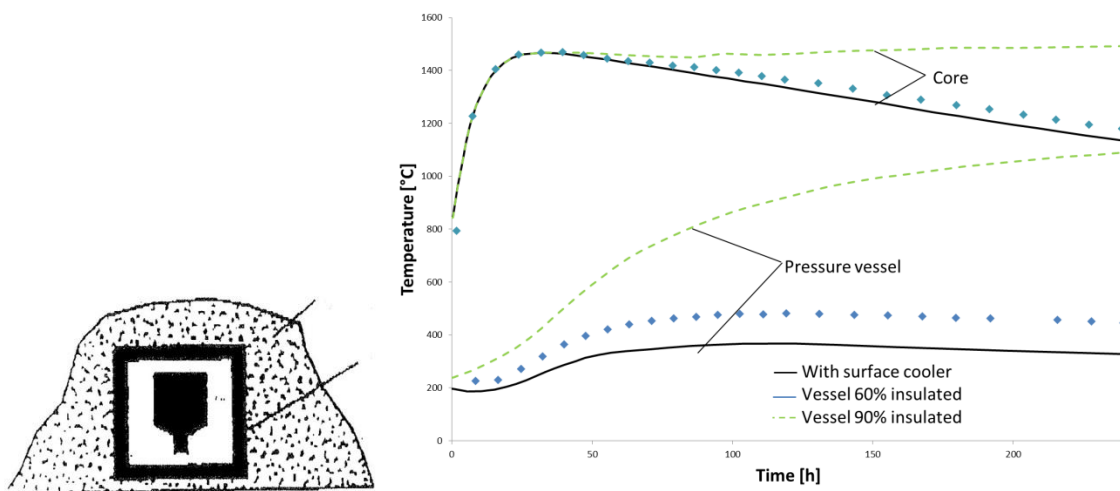 Temperature [°C]
1600
1400
1200
1000
800
600
400
200
0
Core
Pressure vessel
With surface cooler
Vessel 60% insulated
Vessel 90% insulated
0
50
100
150
200
Time [h]